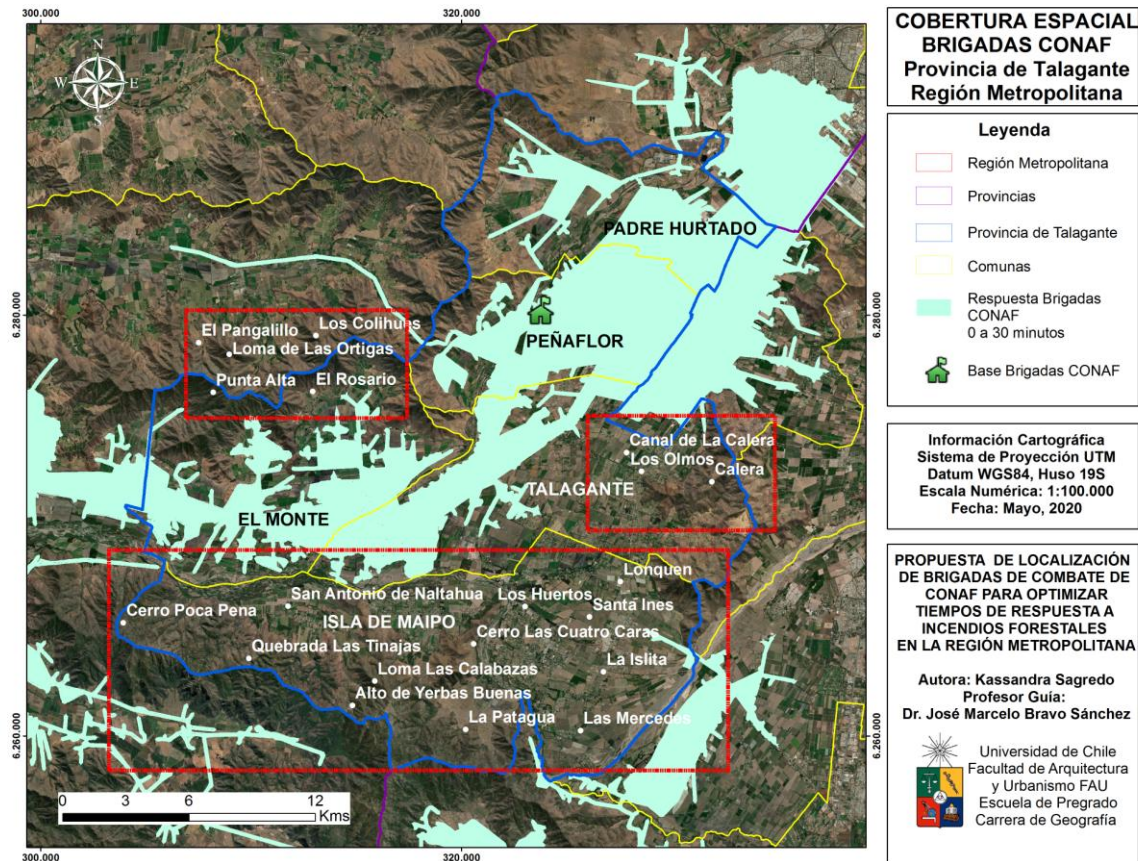 300.000
320.000
N
W
E
S
6.280.000
6.280.000
PADRE HURTADO
PEÑAFLOR
Los Colihues
El Pangalillo
Loma de Las Ortigas
Punta Alta
El Rosario
Canal de La Calera
Los Olmos
Calera
TALAGANTE
EL MONTE
Lonquen
San Antonio de Naltahua
Los Huertos
Santa Ines
Cerro Poca Pena
ISLA DE MAIPO
Cerro Las Cuatro Caras
Quebrada Las Tinajas
La Islita
Loma Las Calabazas
Alto de Yerbas Buenas
La Patagua
Las Mercedes
6.260.000
6.260.000
0 3 6 12
Kms
300.000
320.000
COBERTURA ESPACIAL
BRIGADAS CONAF
Provincia de Talagante
Región Metropolitana
Leyenda
Región Metropolitana
Provincias
Provincia de Talagante
Comunas
Respuesta Brigadas
CONAF
0 a 30 minutos
Base Brigadas CONAF
Información Cartográfica
Sistema de Proyección UTM
Datum WGS84, Huso 19S
Escala Numérica: 1:100.000
Fecha: Mayo, 2020
PROPUESTA DE LOCALIZACIÓN
DE BRIGADAS DE COMBATE DE
CONAF PARA OPTIMIZAR
TIEMPOS DE RESPUESTA A
INCENDIOS FORESTALES
EN LA REGIÓN METROPOLITANA
Autora: Kassandra Sagredo
Profesor Guía:
Dr. José Marcelo Bravo Sánchez
Universidad de Chile
Facultad de Arquitectura
y Urbanismo FAU
Escuela de Pregrado
Carrera de Geografía